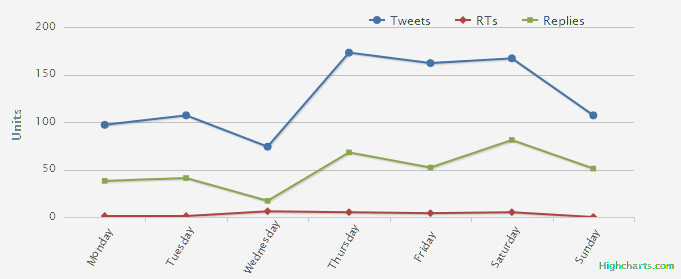 Tweets RTs Replies
200
150
100
50
0
Units
Monday
Tuesday
Wednesday
Thursday
Friday
Saturday
Sunday
Highcharts.com